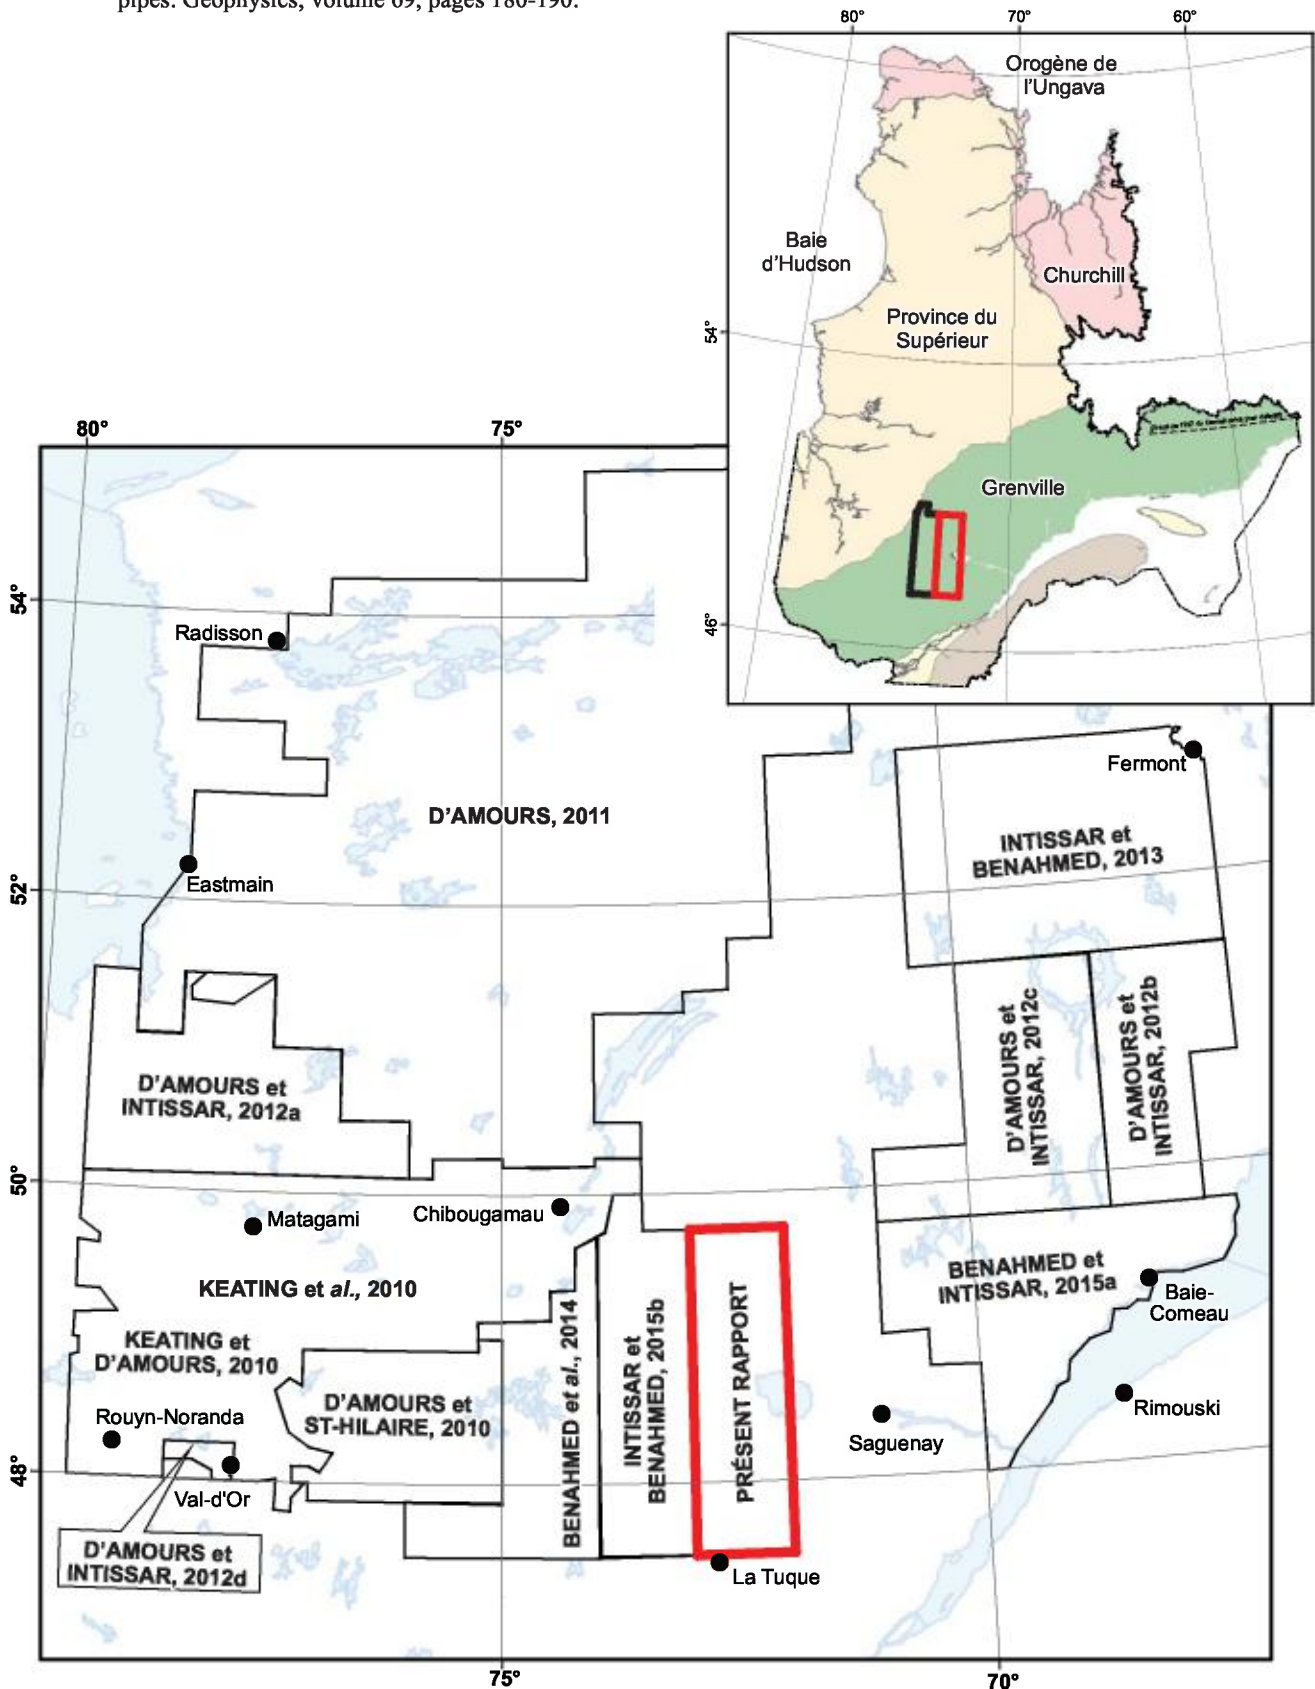 pipes. Geophysics, volume 69, pages 180-190.
80°
70°
60°
Orogène de
l'Ungava
Baie
d'Hudson
Churchill
Province du
Supérieur
54°
Grenville
46°
80°
75°
54°
Radisson
Fermont
D'AMOURS, 2011
INTISSAR et
BENAHMED, 2013
Eastmain
52°
D'AMOURS et
INTISSAR, 2012c
D'AMOURS et
INTISSAR, 2012b
D'AMOURS et
INTISSAR, 2012a
50°
Matagami
Chibougamau
KEATING et al., 2010
BENAHMED et
INTISSAR, 2015a
Baie-
Comeau
KEATING et
D'AMOURS, 2010
BENAHMED et al., 2014
INTISSAR et
BENAHMED, 2015b
PRÉSENT RAPPORT
D'AMOURS et
ST-HILAIRE, 2010
Rouyn-Noranda
Rimouski
Saguenay
48°
Val-d'Or
D'AMOURS et
INTISSAR, 2012d
La Tuque
75°
70°